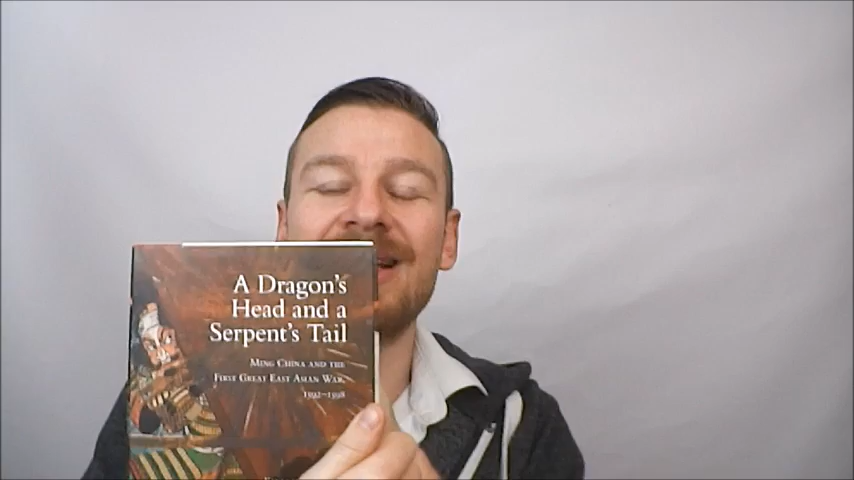 A Dragon's
Head and a
Serpent's Tail
Ming China and the
First Great East Asian War,
1592–1598